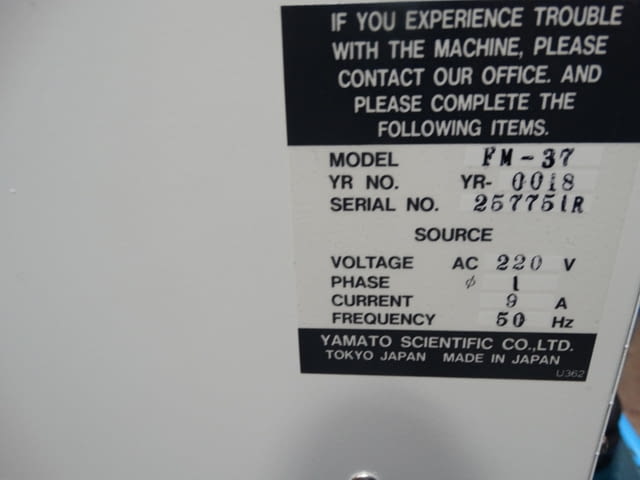 IF YOU EXPERIENCE TROUBLE
WITH THE MACHINE, PLEASE
CONTACT OUR OFFICE. AND
PLEASE COMPLETE THE
FOLLOWING ITEMS.
MODEL FM-37
YR NO. YR- 0018
SERIAL NO. 257751R
SOURCE
VOLTAGE AC 220 V
PHASE ϕ 1
CURRENT 9 A
FREQUENCY 50 Hz
YAMATO SCIENTIFIC CO.,LTD.
TOKYO JAPAN MADE IN JAPAN
U362